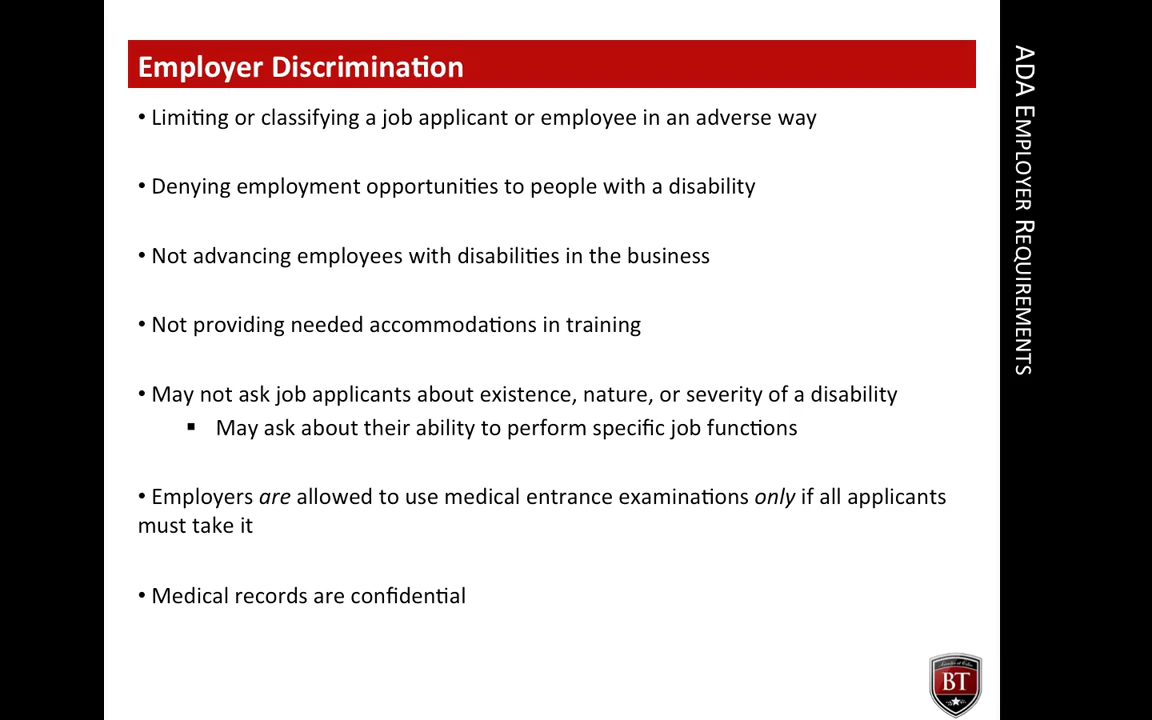 Employer Discrimination
• Limiting or classifying a job applicant or employee in an adverse way
• Denying employment opportunities to people with a disability
• Not advancing employees with disabilities in the business
• Not providing needed accommodations in training
• May not ask job applicants about existence, nature, or severity of a disability
▪ May ask about their ability to perform specific job functions
• Employers are allowed to use medical entrance examinations only if all applicants
must take it
• Medical records are confidential
ADA EMPLOYER REQUIREMENTS
BT